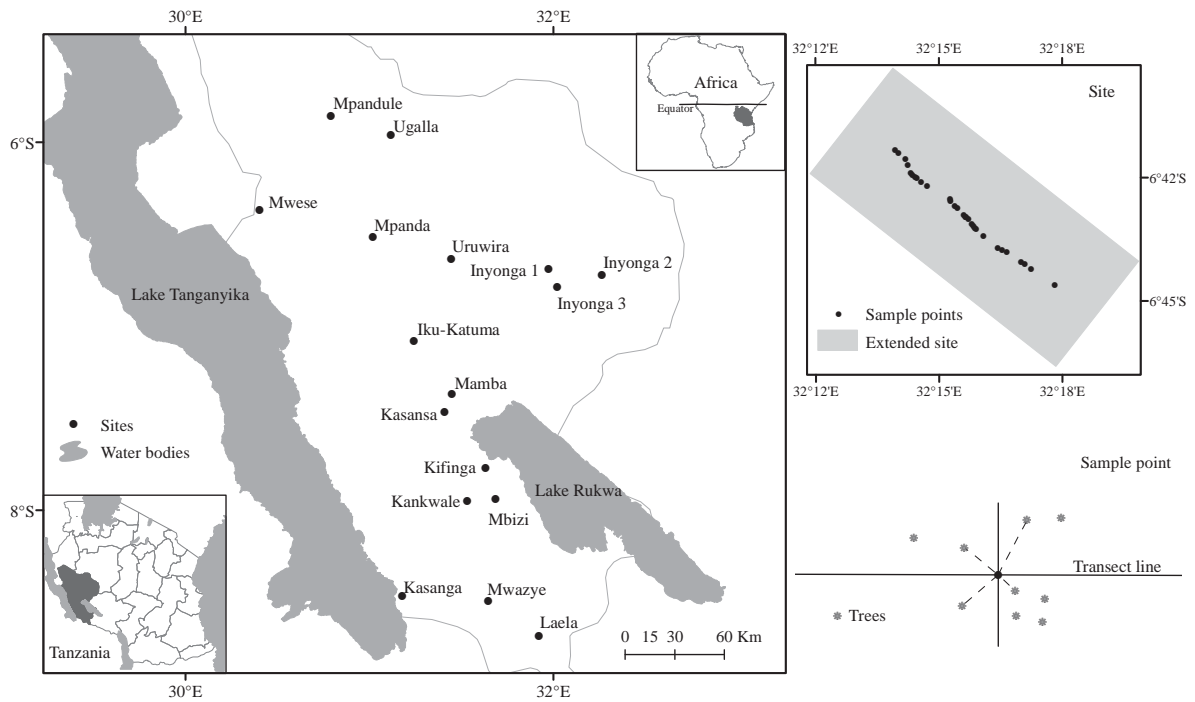 30°E
32°E
6°S
8°S
30°E
32°E
Mpandule
Ugalla
Mwese
Mpanda
Uruwira
Inyonga 1
Inyonga 2
Inyonga 3
Lake Tanganyika
Iku-Katuma
Mamba
Kasansa
Kifinga
Lake Rukwa
Kankwale
Mbizi
Kasanga
Mwazye
Laela
Sites
Water bodies
0 15 30 60 Km
Tanzania
Africa
Equator
32°12'E
32°15'E
32°18'E
Site
6°42'S
6°45'S
Sample points
Extended site
32°12'E
32°15'E
32°18'E
Sample point
Transect line
Trees